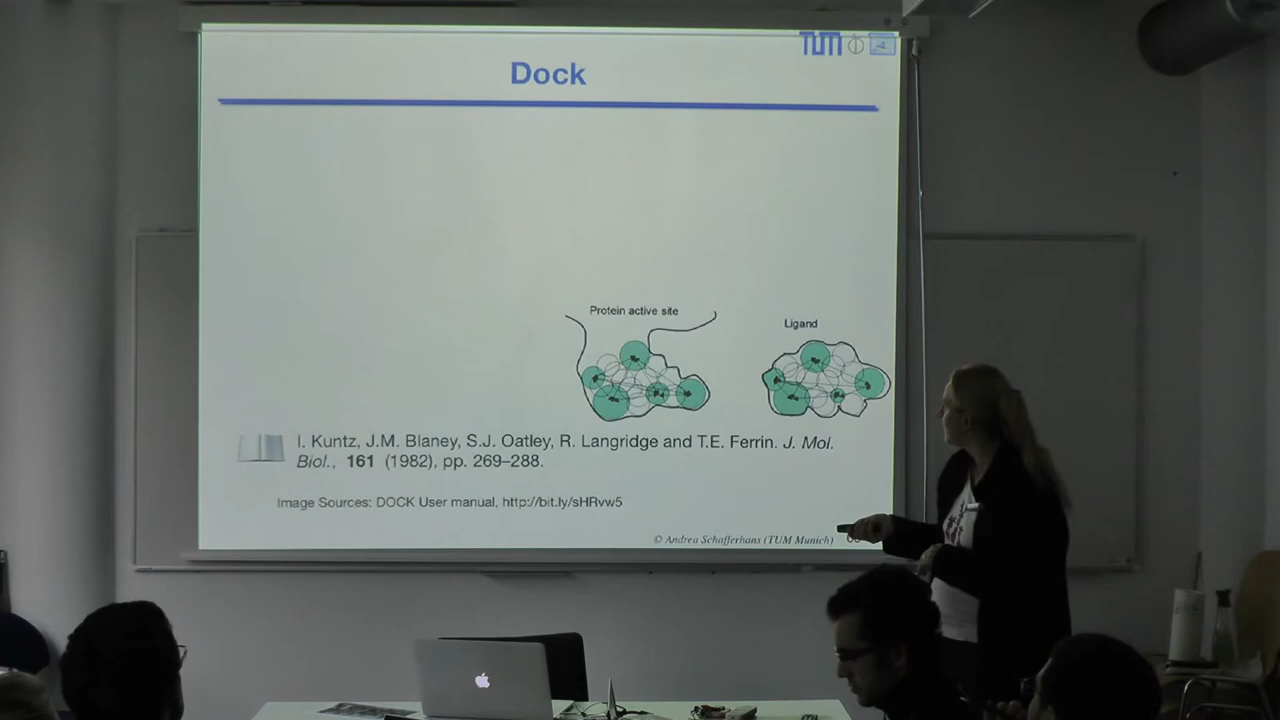 TUM
Dock
Protein active site
Ligand
I. Kuntz, J.M. Blaney, S.J. Oatley, R. Langridge and T.E. Ferrin. J. Mol.
Biol., 161 (1982), pp. 269–288.
Image Sources: DOCK User manual, http://bit.ly/sHRvw5
© Andrea Schafferhans (TUM Munich)